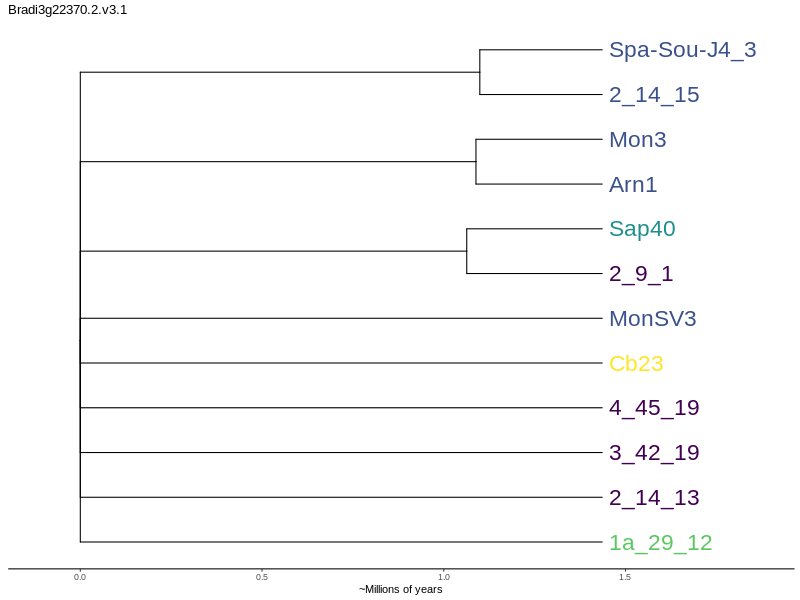 Bradi3g22370.2.v3.1
Spa-Sou-J4_3
2_14_15
Mon3
Arn1
Sap40
2_9_1
MonSV3
Cb23
4_45_19
3_42_19
2_14_13
1a_29_12
0.0 0.5 1.0 1.5
~Millions of years